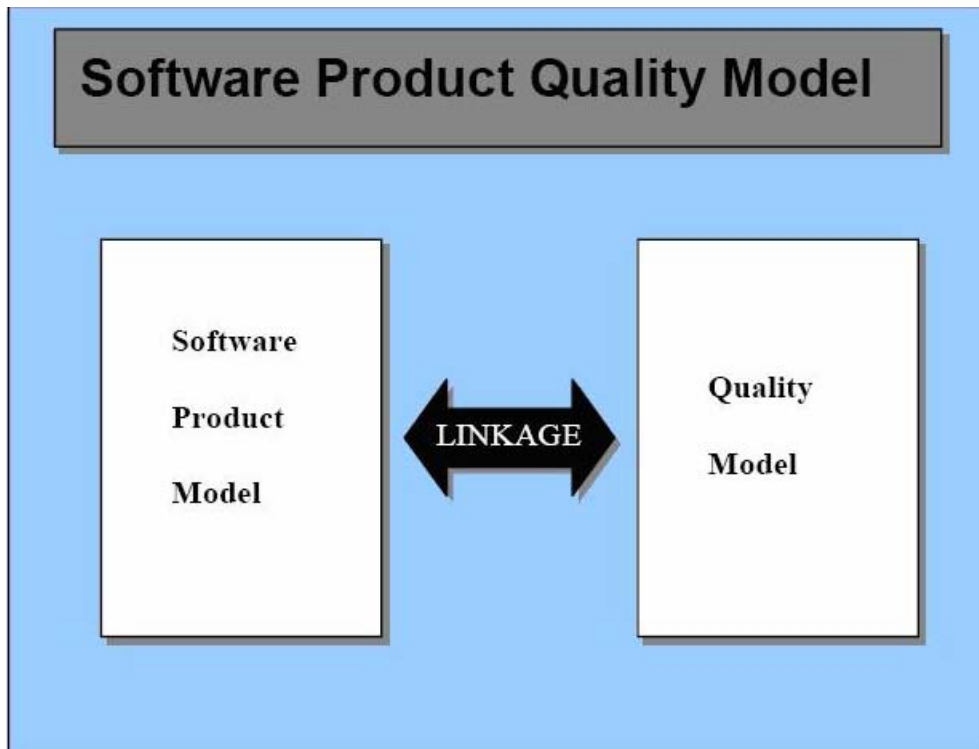 Software Product Quality Model
Software
Product
Model
LINKAGE
Quality
Model